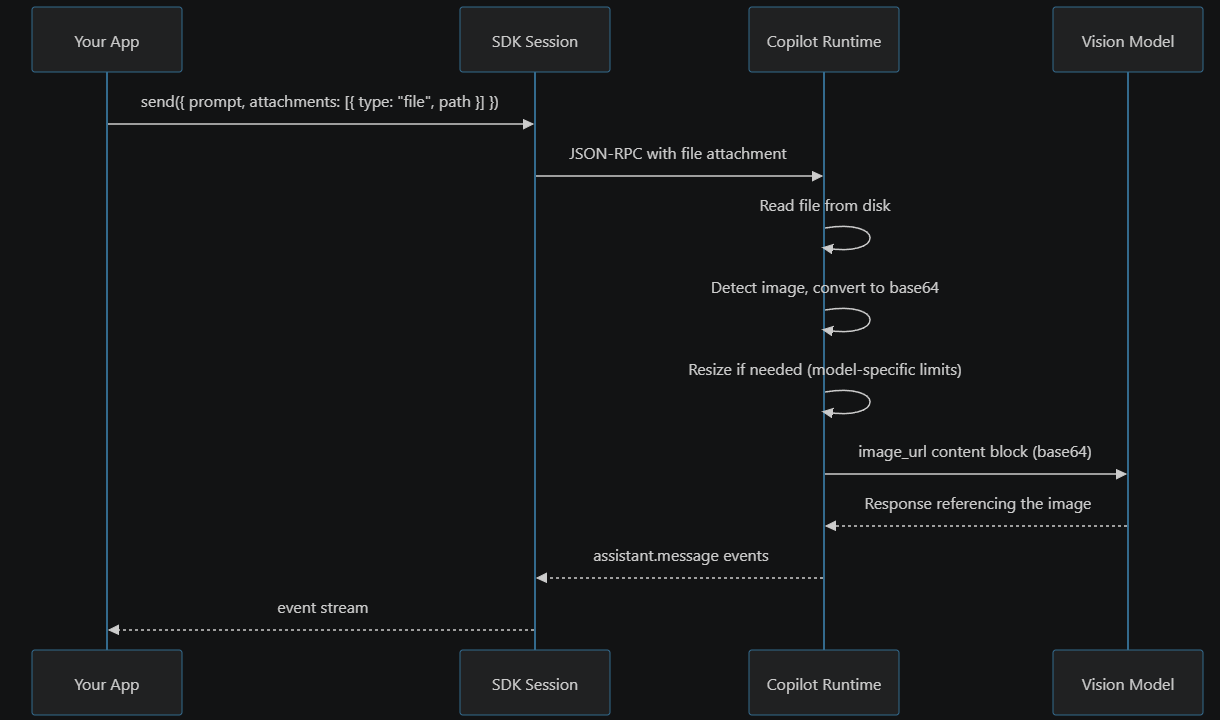 Your App
SDK Session
Copilot Runtime
Vision Model
send({ prompt, attachments: [{ type: "file", path }] })
JSON-RPC with file attachment
Read file from disk
Detect image, convert to base64
Resize if needed (model-specific limits)
image_url content block (base64)
Response referencing the image
assistant.message events
event stream
Your App
SDK Session
Copilot Runtime
Vision Model